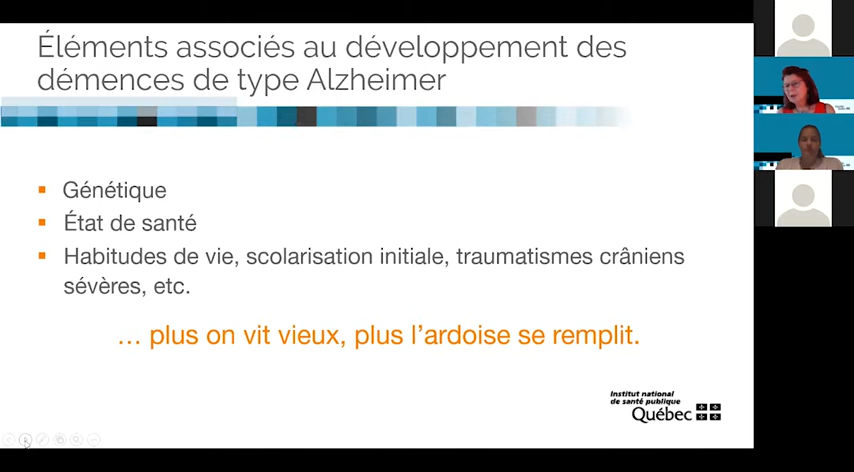 Éléments associés au développement des
démences de type Alzheimer
Génétique
État de santé
Habitudes de vie, scolarisation initiale, traumatismes crâniens
sévères, etc.
… plus on vit vieux, plus l’ardoise se remplit.
Institut national
de santé publique
Québec